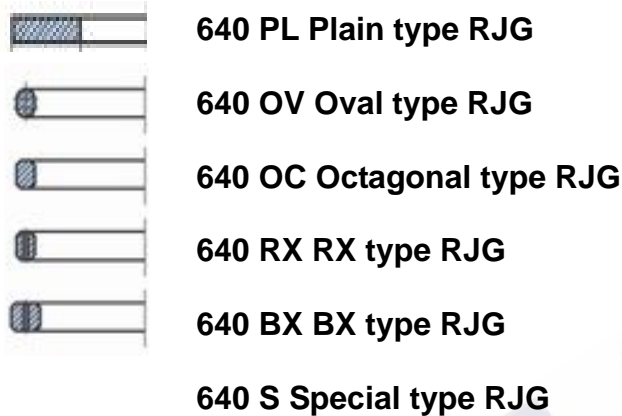 640 PL Plain type RJG
640 OV Oval type RJG
640 OC Octagonal type RJG
640 RX RX type RJG
640 BX BX type RJG
640 S Special type RJG